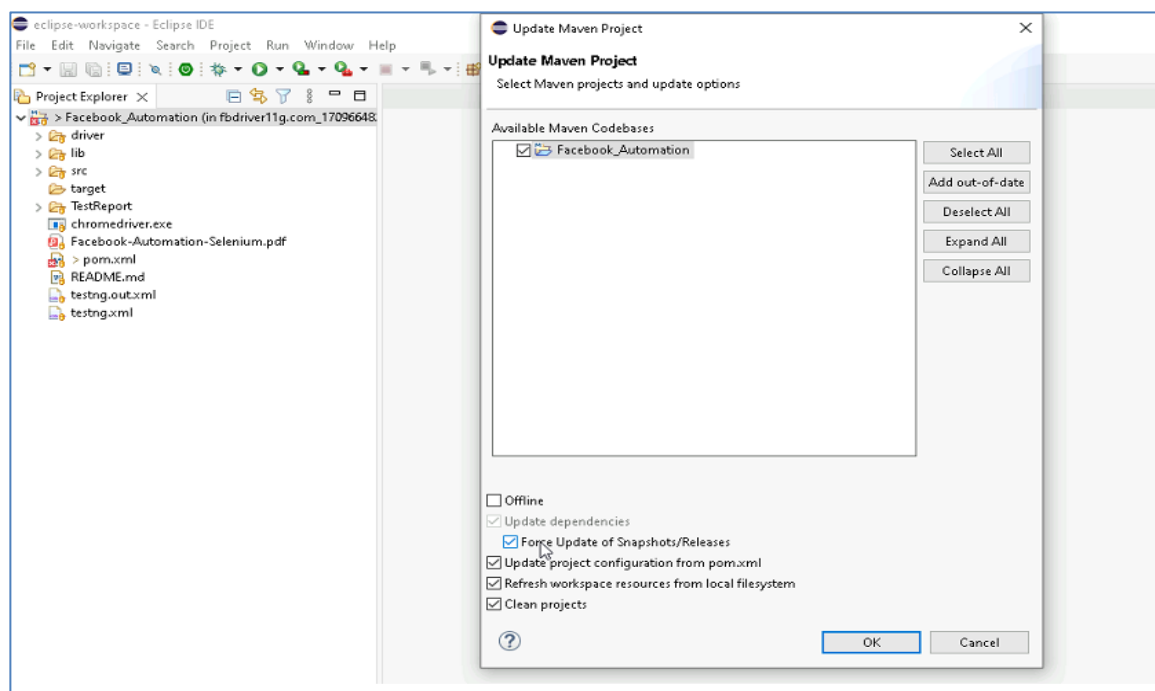 eclipse-workspace - Eclipse IDE
File Edit Navigate Search Project Run Window Help
Project Explorer
> Facebook_Automation (in fbdriver11g.com_170966482
driver
lib
src
target
TestReport
chromedriver.exe
Facebook-Automation-Selenium.pdf
> pom.xml
README.md
testng.out.xml
testng.xml
Update Maven Project
Update Maven Project
Select Maven projects and update options
Available Maven Codebases
Facebook_Automation
Select All
Add out-of-date
Deselect All
Expand All
Collapse All
Offline
Update dependencies
Force Update of Snapshots/Releases
Update project configuration from pom.xml
Refresh workspace resources from local filesystem
Clean projects
OK
Cancel